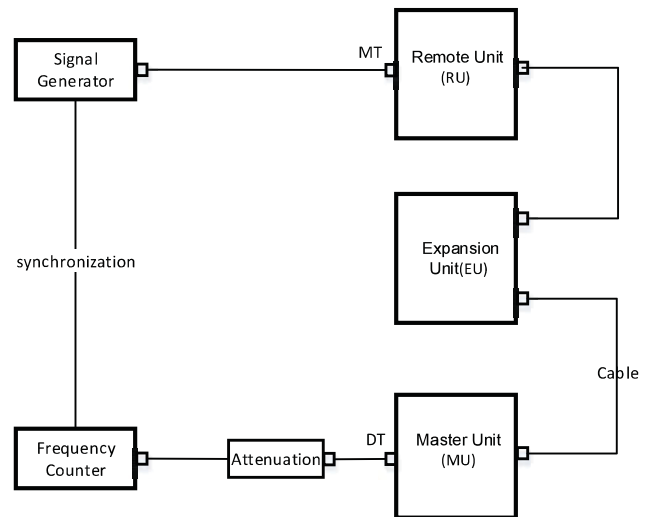 Signal
Generator
MT
Remote Unit
(RU)
synchronization
Expansion
Unit(EU)
Cable
Frequency
Counter
Attenuation
DT
Master Unit
(MU)